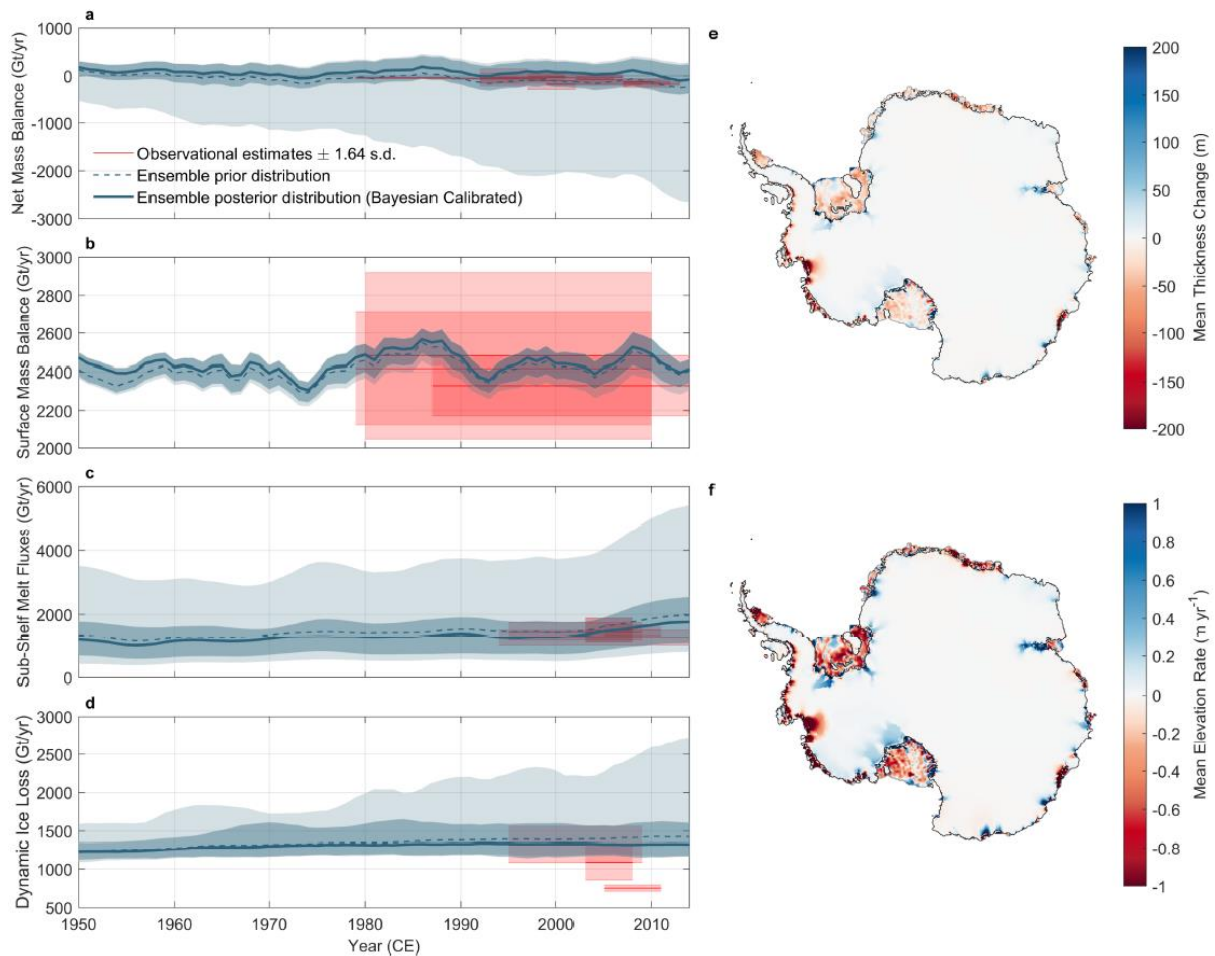 a
Net Mass Balance (Gt/yr)
1000
0
-1000
-2000
-3000
Observational estimates ± 1.64 s.d.
Ensemble prior distribution
Ensemble posterior distribution (Bayesian Calibrated)
b
Surface Mass Balance (Gt/yr)
3000
2800
2600
2400
2200
2000
c
Sub-Shelf Melt Fluxes (Gt/yr)
6000
4000
2000
0
d
Dynamic Ice Loss (Gt/yr)
3000
2500
2000
1500
1000
500
1950 1960 1970 1980 1990 2000 2010
Year (CE)
e
200
150
100
50
0
-50
-100
-150
-200
Mean Thickness Change (m)
f
1
0.8
0.6
0.4
0.2
0
-0.2
-0.4
-0.6
-0.8
-1
Mean Elevation Rate (m yr-1)